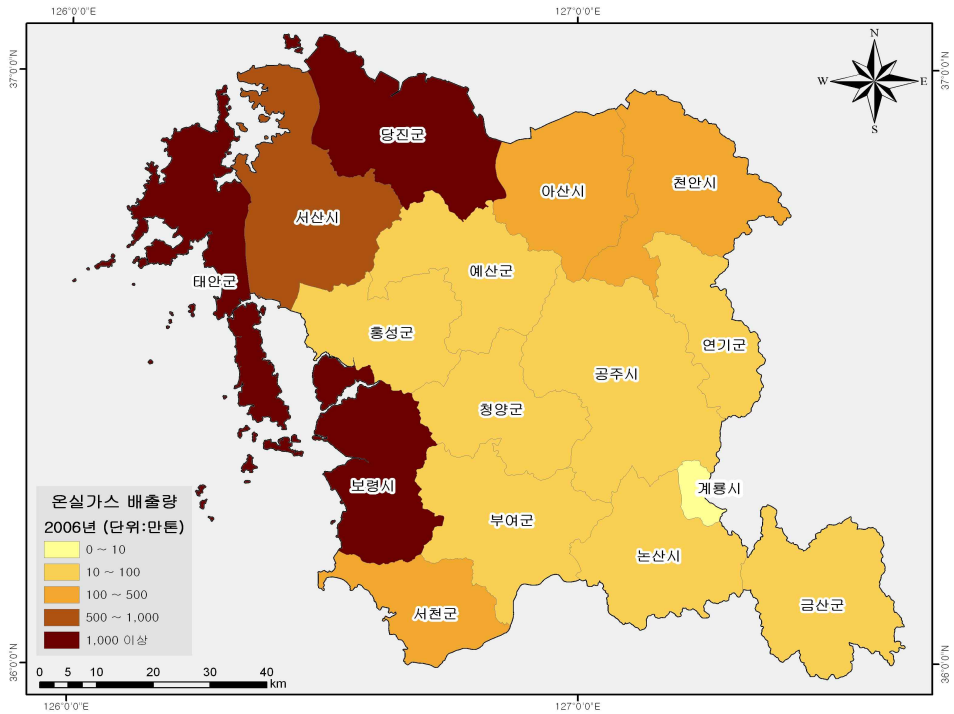 126°0'0"E
127°0'0"E
37°0'0"N
37°0'0"N
N
W
E
S
당진군
아산시
천안시
서산시
예산군
태안군
홍성군
연기군
공주시
청양군
보령시
계룡시
부여군
논산시
서천군
금산군
온실가스 배출량
2006년 (단위:만톤)
0 ~ 10
10 ~ 100
100 ~ 500
500 ~ 1,000
1,000 이상
36°0'0"N
36°0'0"N
0 5 10 20 30 40
km
126°0'0"E
127°0'0"E